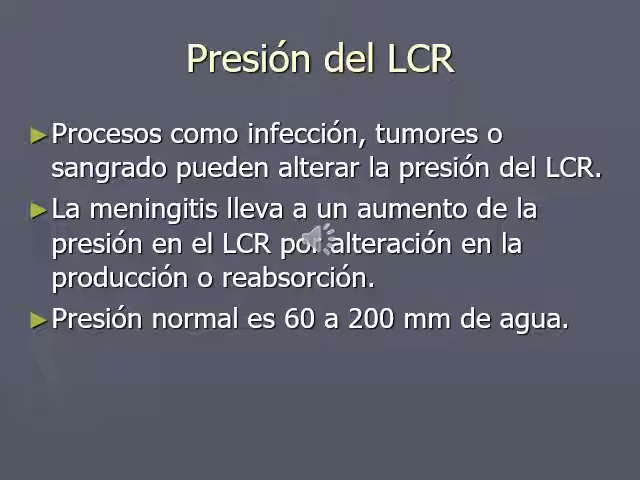 Presión del LCR
►Procesos como infección, tumores o
sangrado pueden alterar la presión del LCR.
►La meningitis lleva a un aumento de la
presión en el LCR por alteración en la
producción o reabsorción.
►Presión normal es 60 a 200 mm de agua.